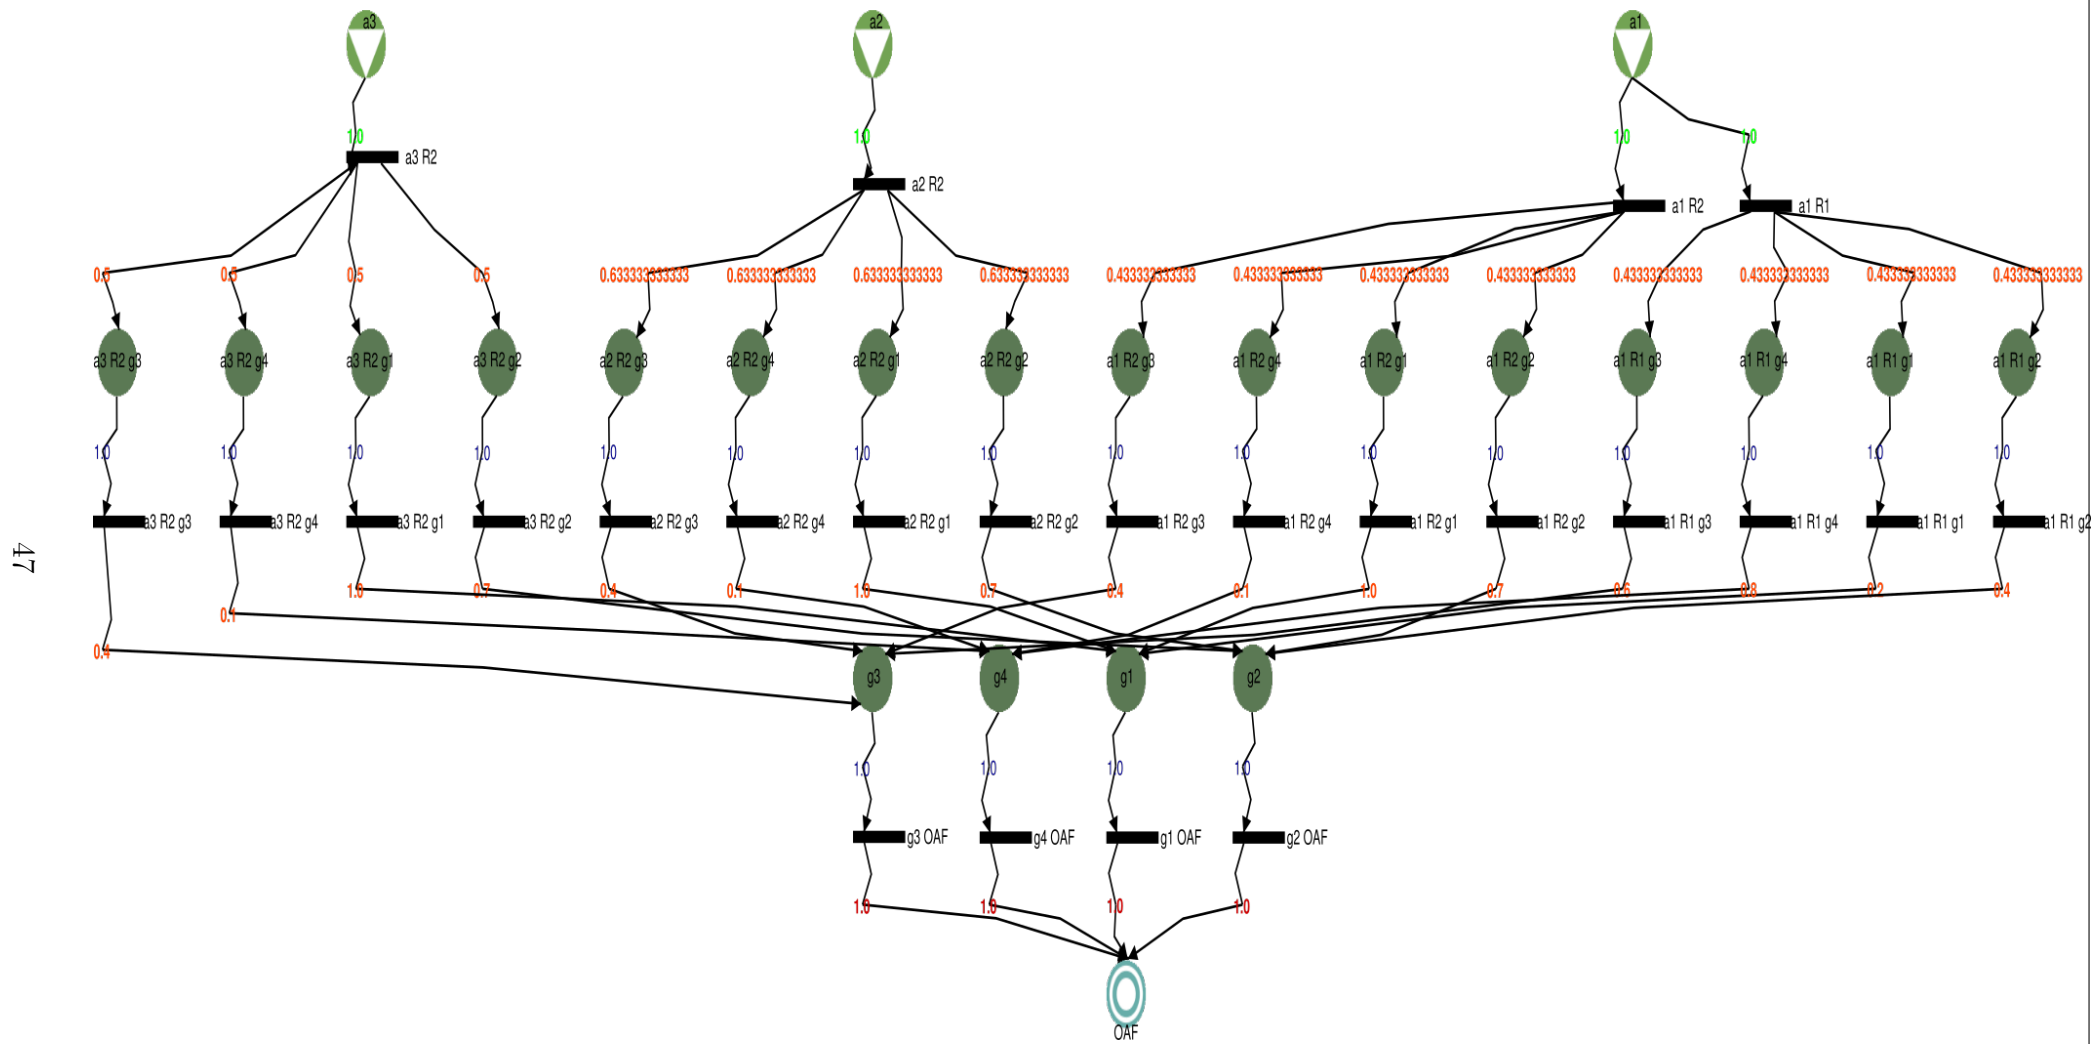 a3 a2 a1
1.0 1.0 1.0 1.0
a3 R2 a2 R2 a1 R2 a1 R1
0.5 0.5 0.5 0.5 0.633333333333 0.633333333333 0.633333333333 0.633333333333 0.433333333333 0.433333333333 0.433333333333 0.433333333333 0.433333333333 0.433333333333 0.433333333333 0.433333333333
a3 R2 g3 a3 R2 g4 a3 R2 g1 a3 R2 g2 a2 R2 g3 a2 R2 g4 a2 R2 g1 a2 R2 g2 a1 R2 g3 a1 R2 g4 a1 R2 g1 a1 R2 g2 a1 R1 g3 a1 R1 g4 a1 R1 g1 a1 R1 g2
1.0 1.0 1.0 1.0 1.0 1.0 1.0 1.0 1.0 1.0 1.0 1.0 1.0 1.0 1.0 1.0
a3 R2 g3 a3 R2 g4 a3 R2 g1 a3 R2 g2 a2 R2 g3 a2 R2 g4 a2 R2 g1 a2 R2 g2 a1 R2 g3 a1 R2 g4 a1 R2 g1 a1 R2 g2 a1 R1 g3 a1 R1 g4 a1 R1 g1 a1 R1 g2
47
1.0 0.7 0.4 0.1 1.0 0.7 0.4 0.1 1.0 0.7 0.6 0.8 0.2 0.4
0.1
0.4
g3 g4 g1 g2
1.0 1.0 1.0 1.0
g3 OAF g4 OAF g1 OAF g2 OAF
1.0 1.0 1.0 1.0
OAF